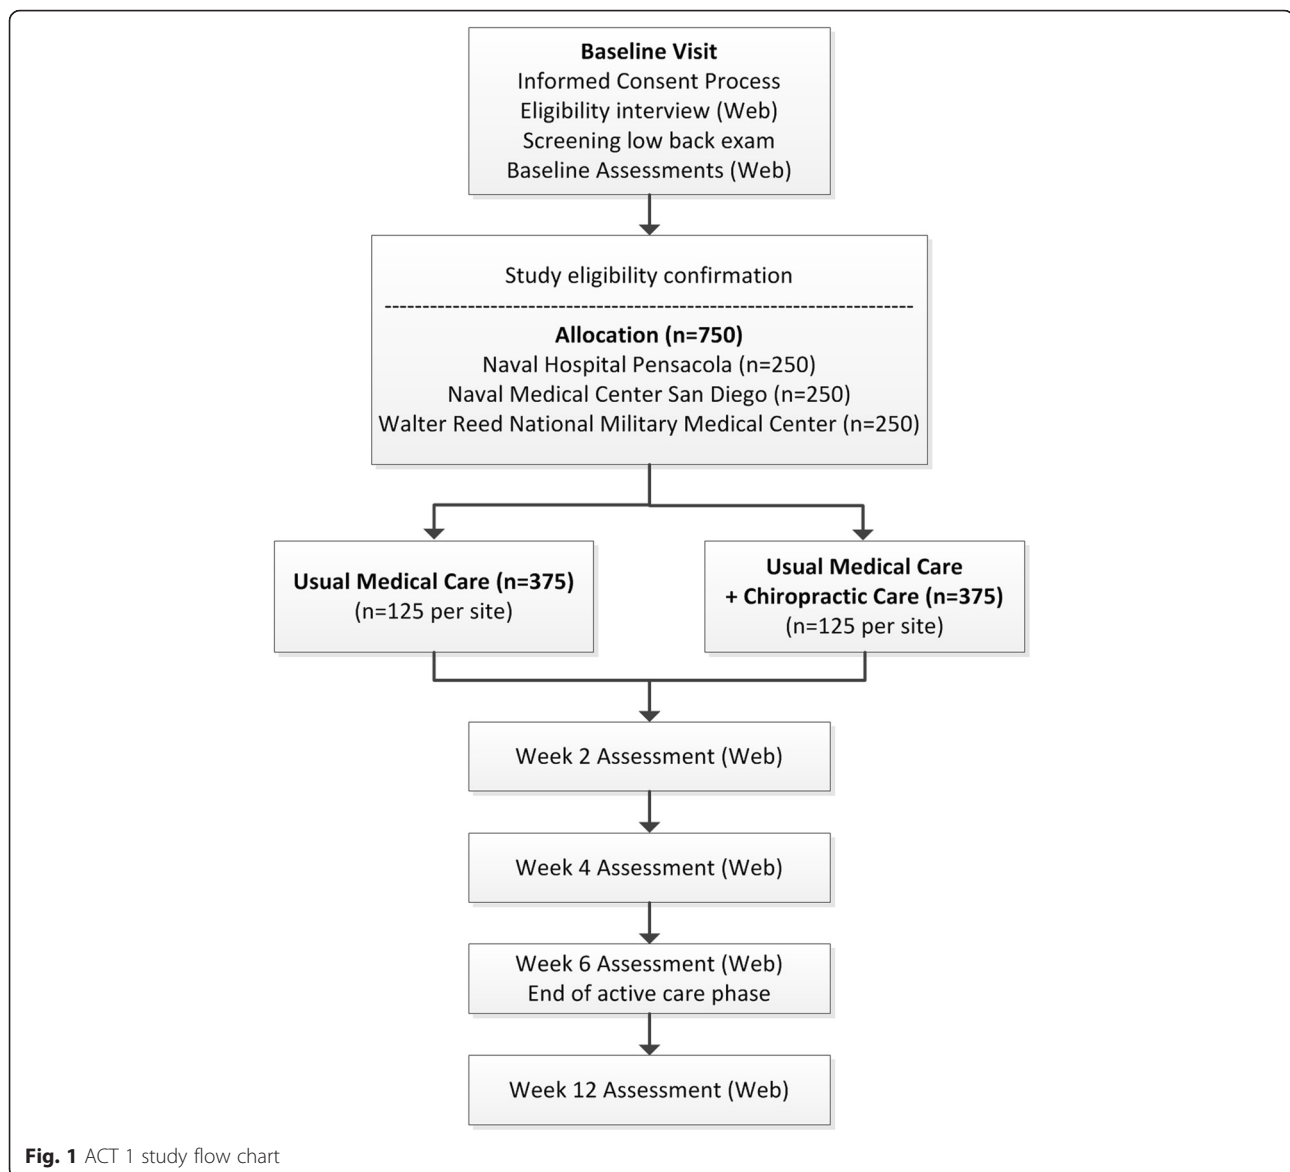 Baseline Visit
Informed Consent Process
Eligibility interview (Web)
Screening low back exam
Baseline Assessments (Web)
Study eligibility confirmation
Allocation (n=750)
Naval Hospital Pensacola (n=250)
Naval Medical Center San Diego (n=250)
Walter Reed National Military Medical Center (n=250)
Usual Medical Care (n=375)
(n=125 per site)
Usual Medical Care
+ Chiropractic Care (n=375)
(n=125 per site)
Week 2 Assessment (Web)
Week 4 Assessment (Web)
Week 6 Assessment (Web)
End of active care phase
Week 12 Assessment (Web)
Fig. 1 ACT 1 study flow chart